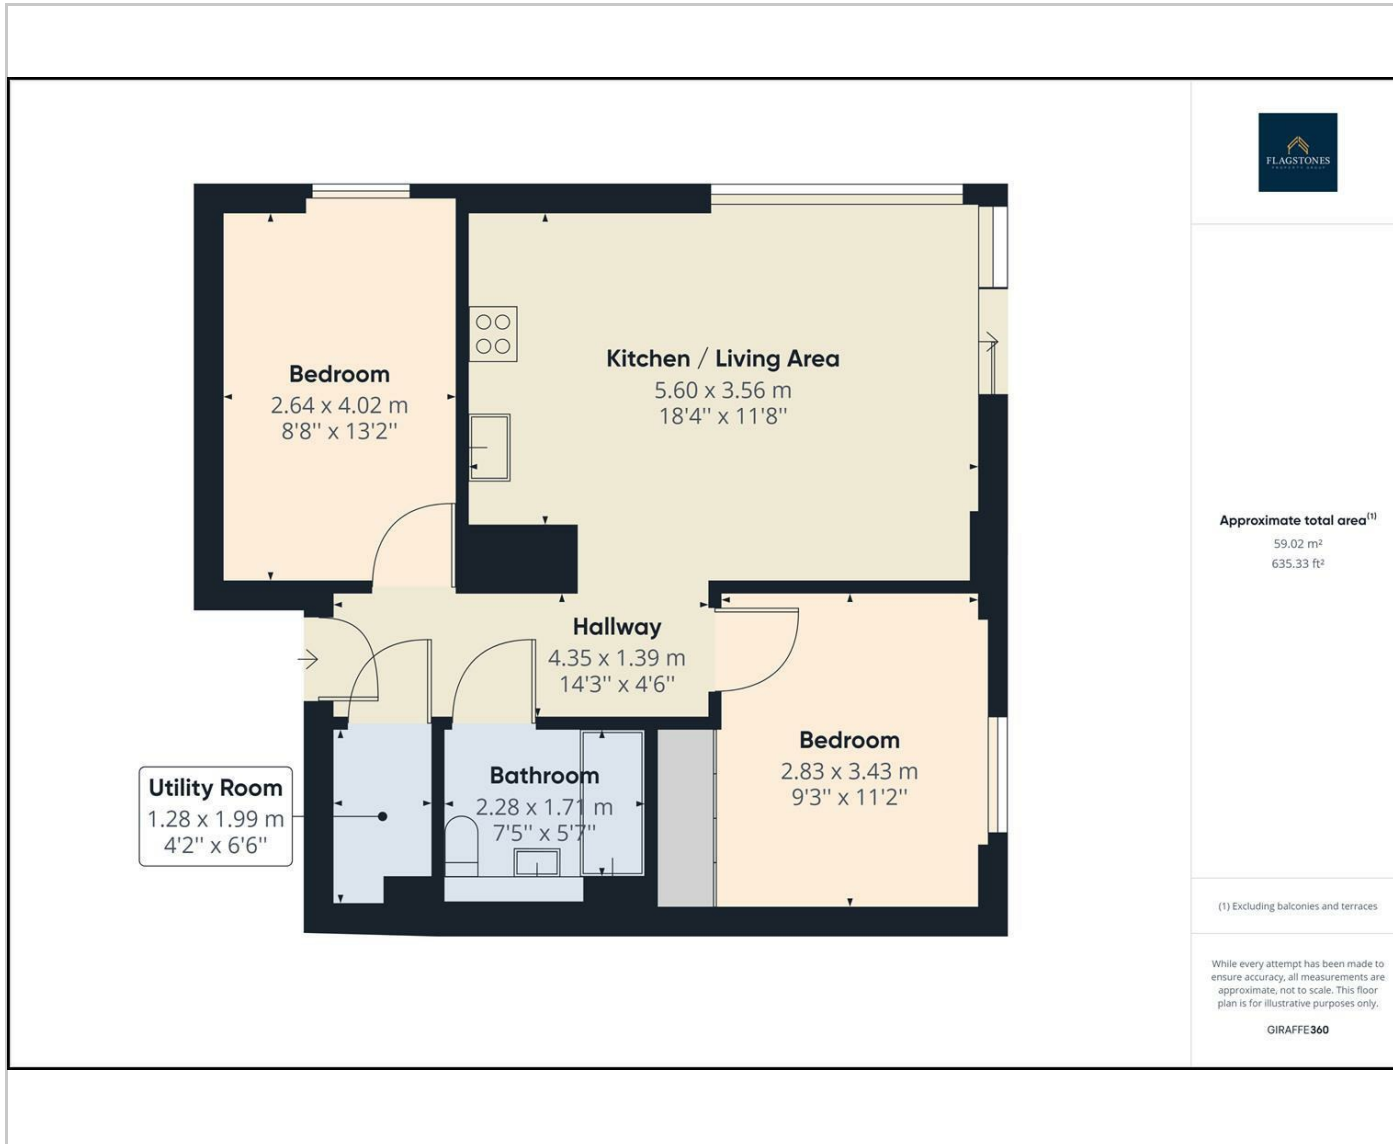 FLAGSTONES
PROPERTY GROUP
Bedroom
2.64 x 4.02 m
8'8'' x 13'2''
Kitchen / Living Area
5.60 x 3.56 m
18'4'' x 11'8''
Hallway
4.35 x 1.39 m
14'3'' x 4'6''
Utility Room
1.28 x 1.99 m
4'2'' x 6'6''
Bathroom
2.28 x 1.71 m
7'5'' x 5'7''
Bedroom
2.83 x 3.43 m
9'3'' x 11'2''
Approximate total area(1)
59.02 m²
635.33 ft²
(1) Excluding balconies and terraces
While every attempt has been made to
ensure accuracy, all measurements are
approximate, not to scale. This floor
plan is for illustrative purposes only.
GIRAFFE360